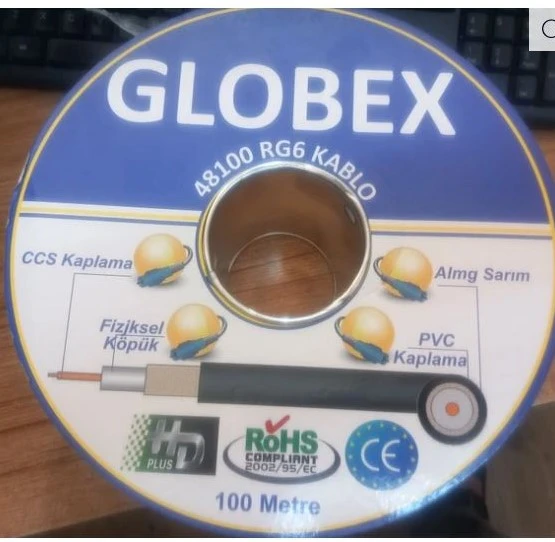 GLOBEX
48100 RG6 KABLO
CCS Kaplama
Almg Sarım
Fiziksel
Köpük
PVC
Kaplama
HD
PLUS
RoHS
COMPLIANT
2002/95/EC
CE
100 Metre